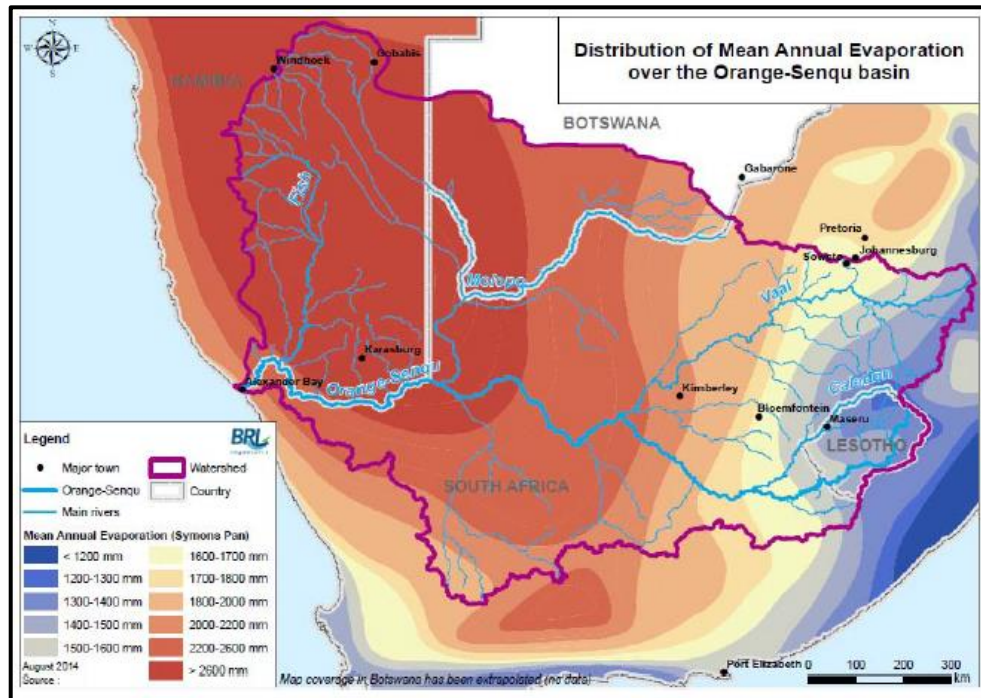 Distribution of Mean Annual Evaporation
over the Orange-Senqu basin
N
W
E
S
Windhoek
Gobabis
BOTSWANA
Gabarone
Fish
Pretoria
Johannesburg
Molopo
Vaal
Karasburg
Orange-Senqu
Alexander Bay
Kimberley
Caledon
Bloemfontein
Maseru
LESOTHO
SOUTH AFRICA
Port Elizabeth
Legend
BRL
Major town
Watershed
Orange-Senqu
Country
Main rivers
Mean Annual Evaporation (Symons Pan)
< 1200 mm
1600-1700 mm
1200-1300 mm
1700-1800 mm
1300-1400 mm
1800-2000 mm
1400-1500 mm
2000-2200 mm
1500-1600 mm
2200-2600 mm
> 2600 mm
August 2014
Source :
Map coverage in Botswana has been extrapolated (no data)
0 100 200 300
km